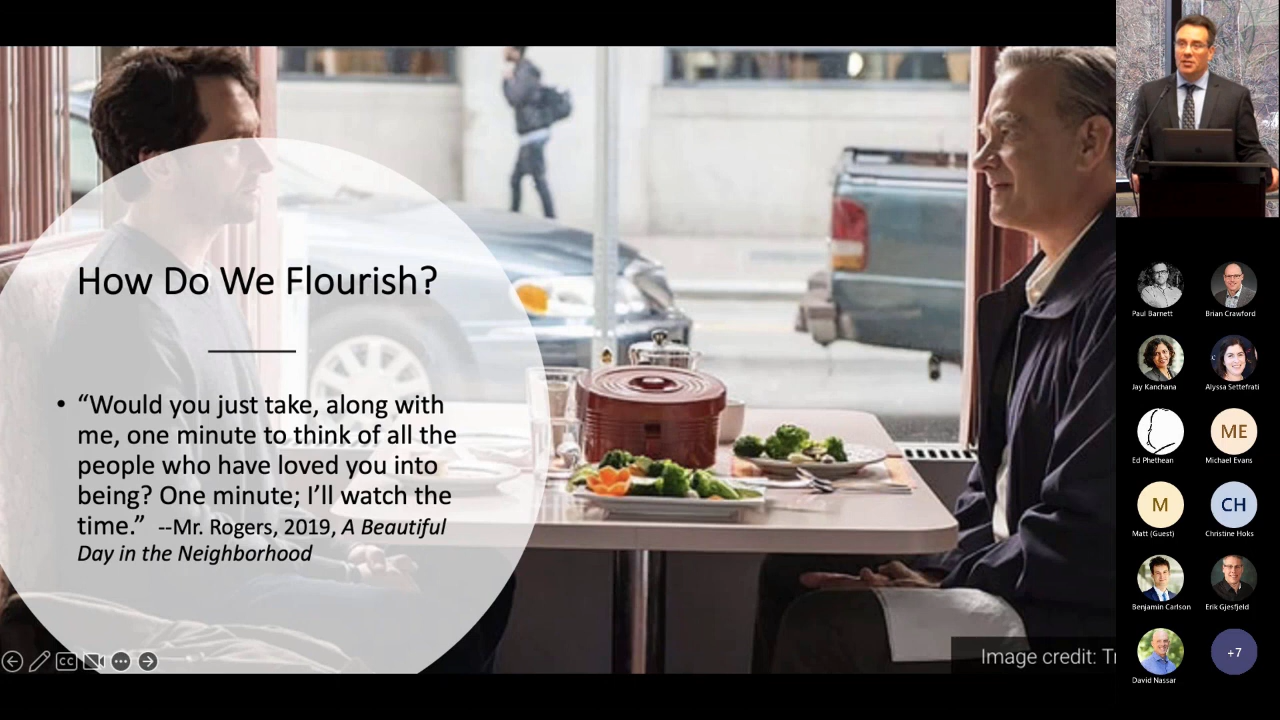 How Do We Flourish?
• “Would you just take, along with
me, one minute to think of all the
people who have loved you into
being? One minute; I’ll watch the
time.” --Mr. Rogers, 2019, A Beautiful
Day in the Neighborhood
CC
Image credit: Tr
Paul Barnett
Brian Crawford
Jay Kanchana
Alyssa Settefrati
Ed Phethean
ME
Michael Evans
M
Matt (Guest)
CH
Christine Hoks
Benjamin Carlson
Erik Gjesfjeld
David Nassar
+7